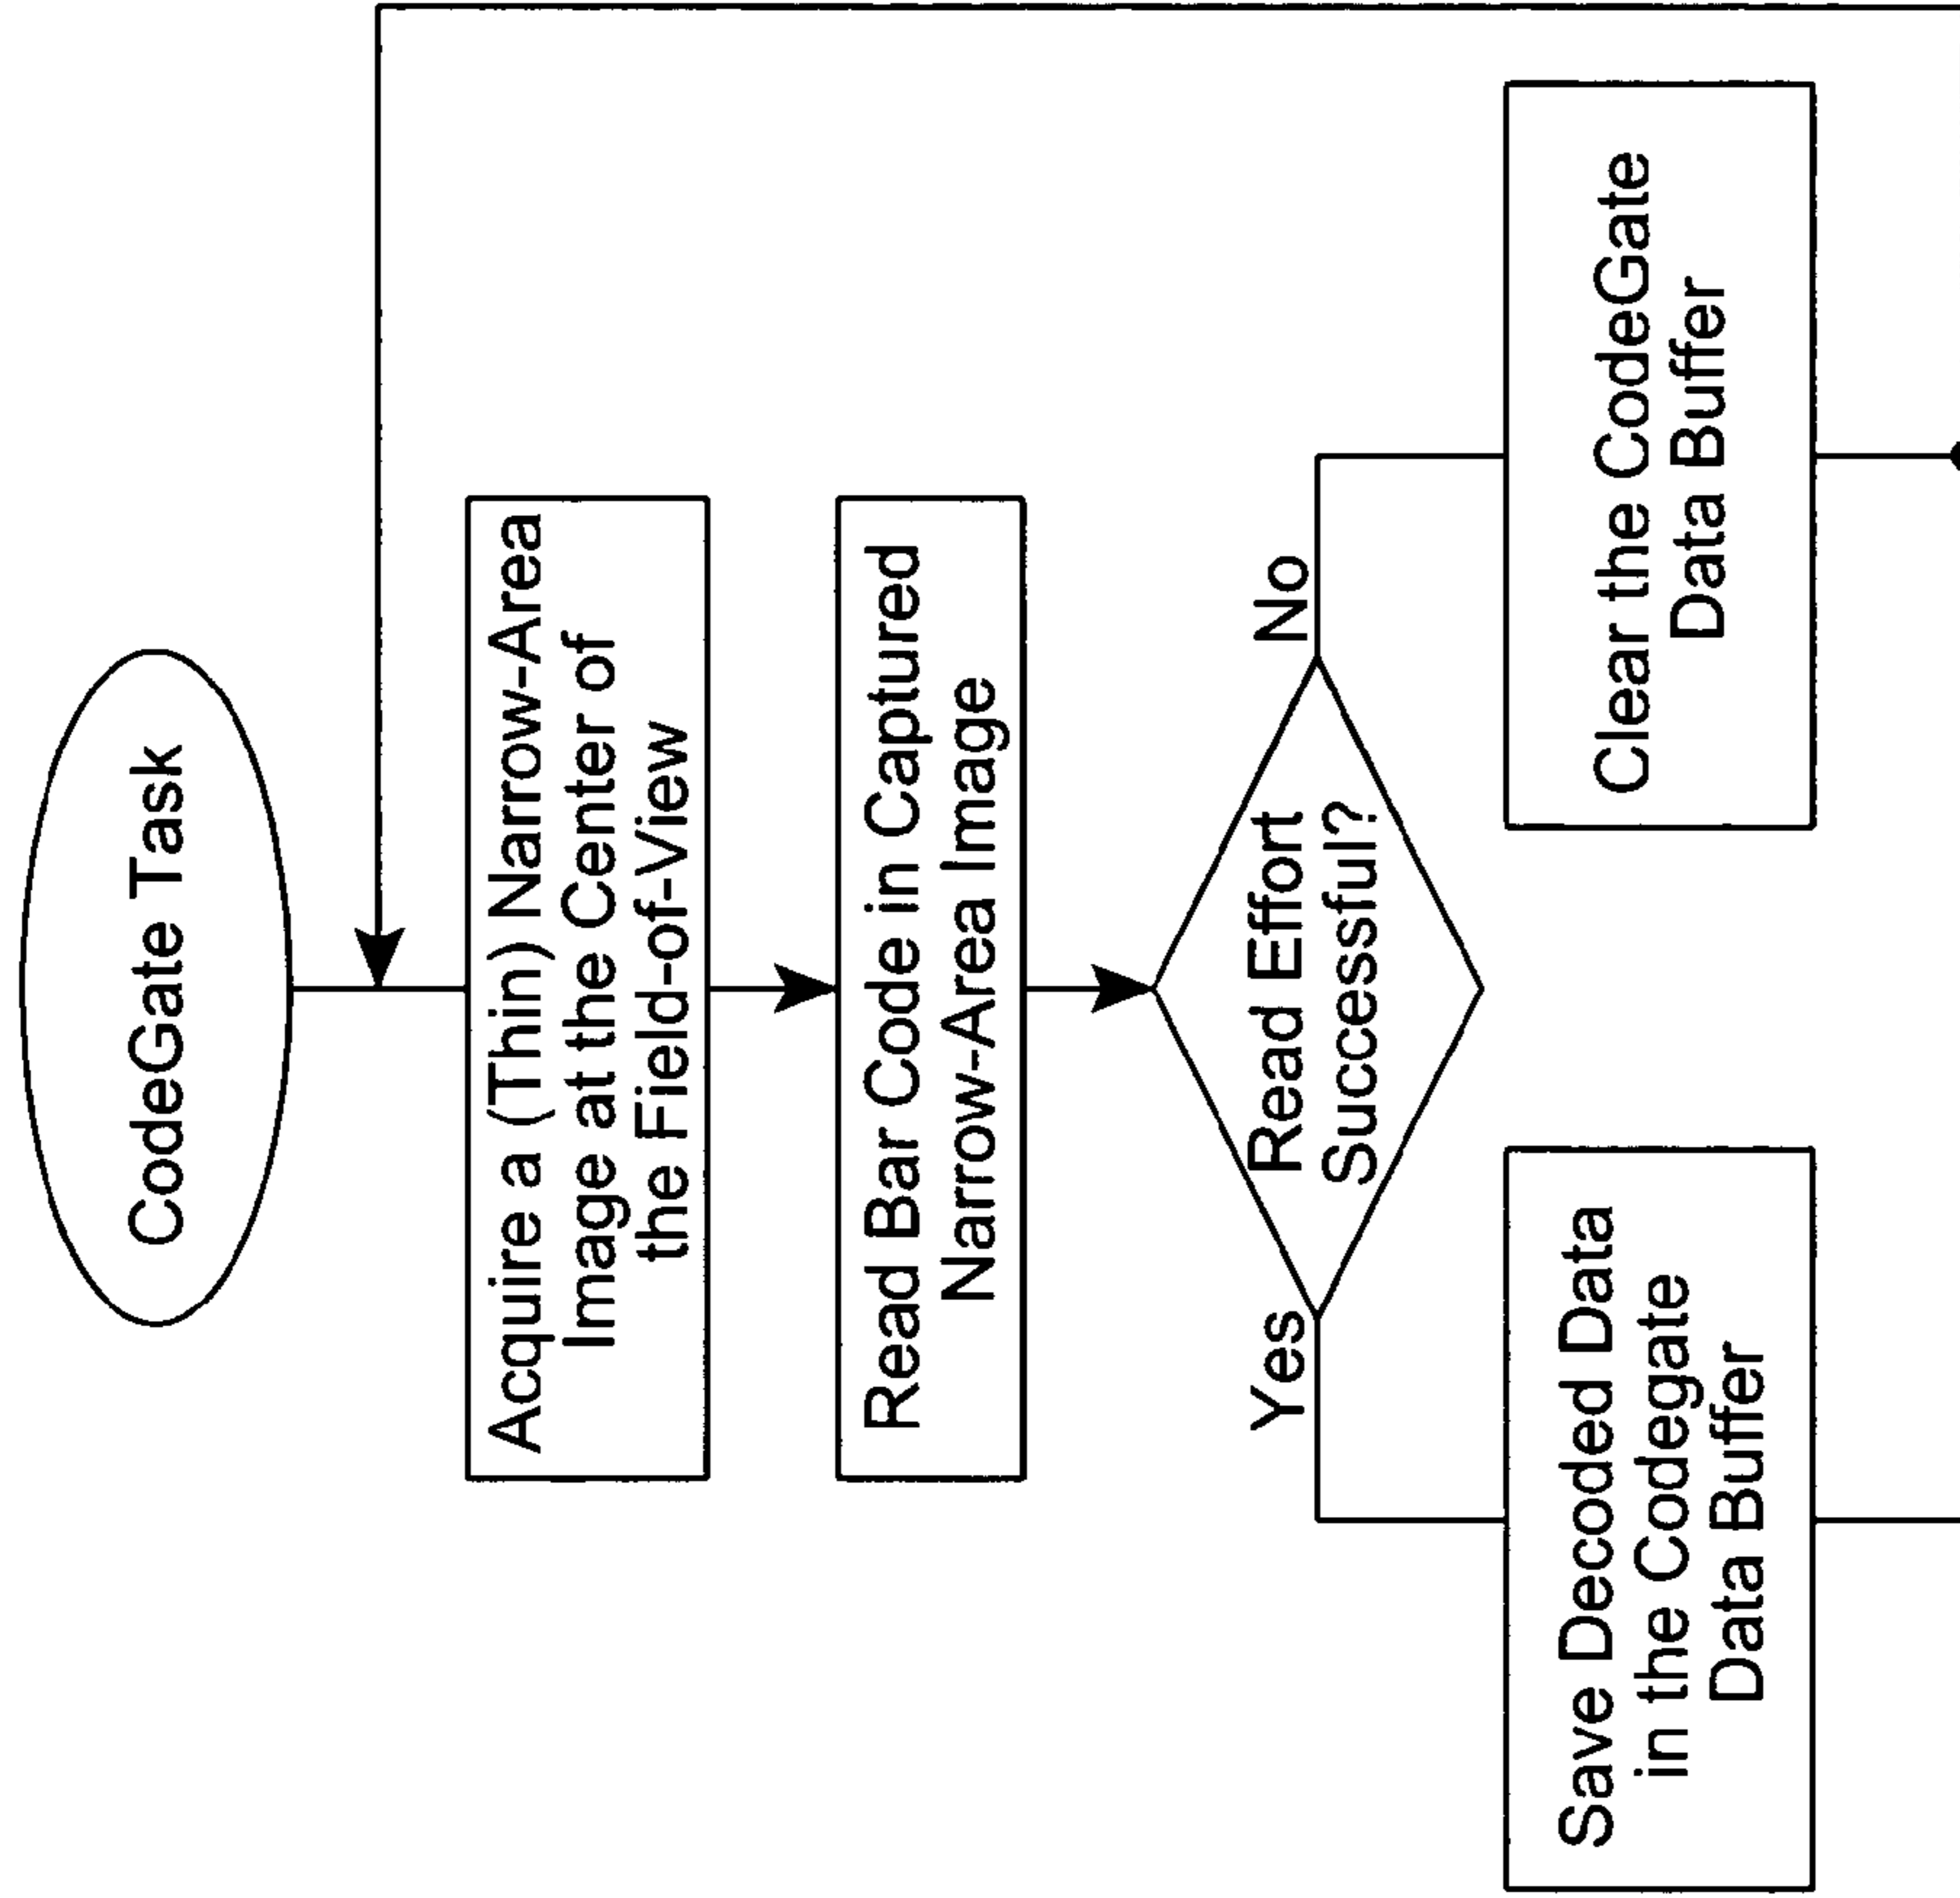 CodeGate Task
Acquire a (Thin) Narrow-Area
Image at the Center of
the Field-of-View
Read Bar Code in Captured
Narrow-Area Image
Read Effort
Successful?
Yes
No
Save Decoded Data
in the Codegate
Data Buffer
Clear the CodeGate
Data Buffer